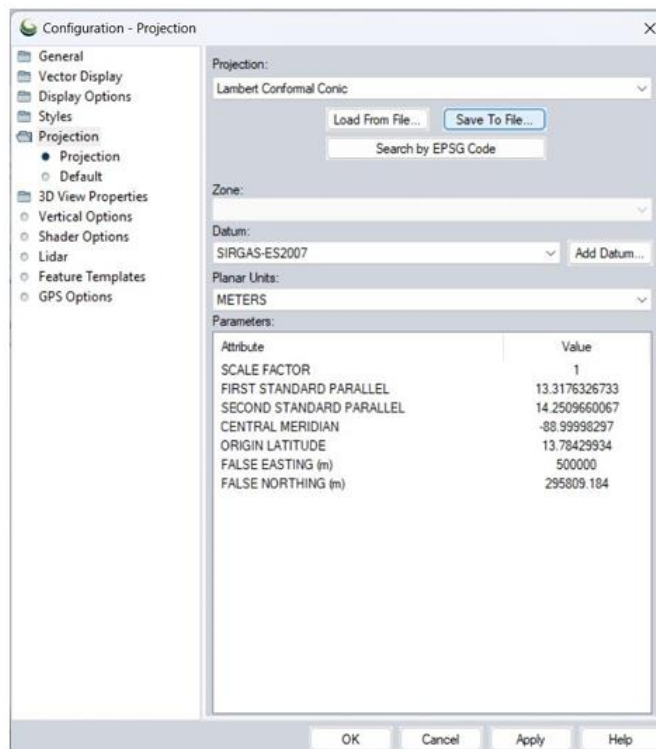 Configuration - Projection
General
Vector Display
Display Options
Styles
Projection
Projection
Default
3D View Properties
Vertical Options
Shader Options
Lidar
Feature Templates
GPS Options
Projection:
Lambert Conformal Conic
Load From File... Save To File...
Search by EPSG Code
Zone:
Datum:
SIRGAS-ES2007 Add Datum...
Planar Units:
METERS
Parameters:
Attribute Value
SCALE FACTOR 1
FIRST STANDARD PARALLEL 13.3176326733
SECOND STANDARD PARALLEL 14.2509660067
CENTRAL MERIDIAN -88.99998297
ORIGIN LATITUDE 13.78429934
FALSE EASTING (m) 500000
FALSE NORTHING (m) 295809.184
OK Cancel Apply Help